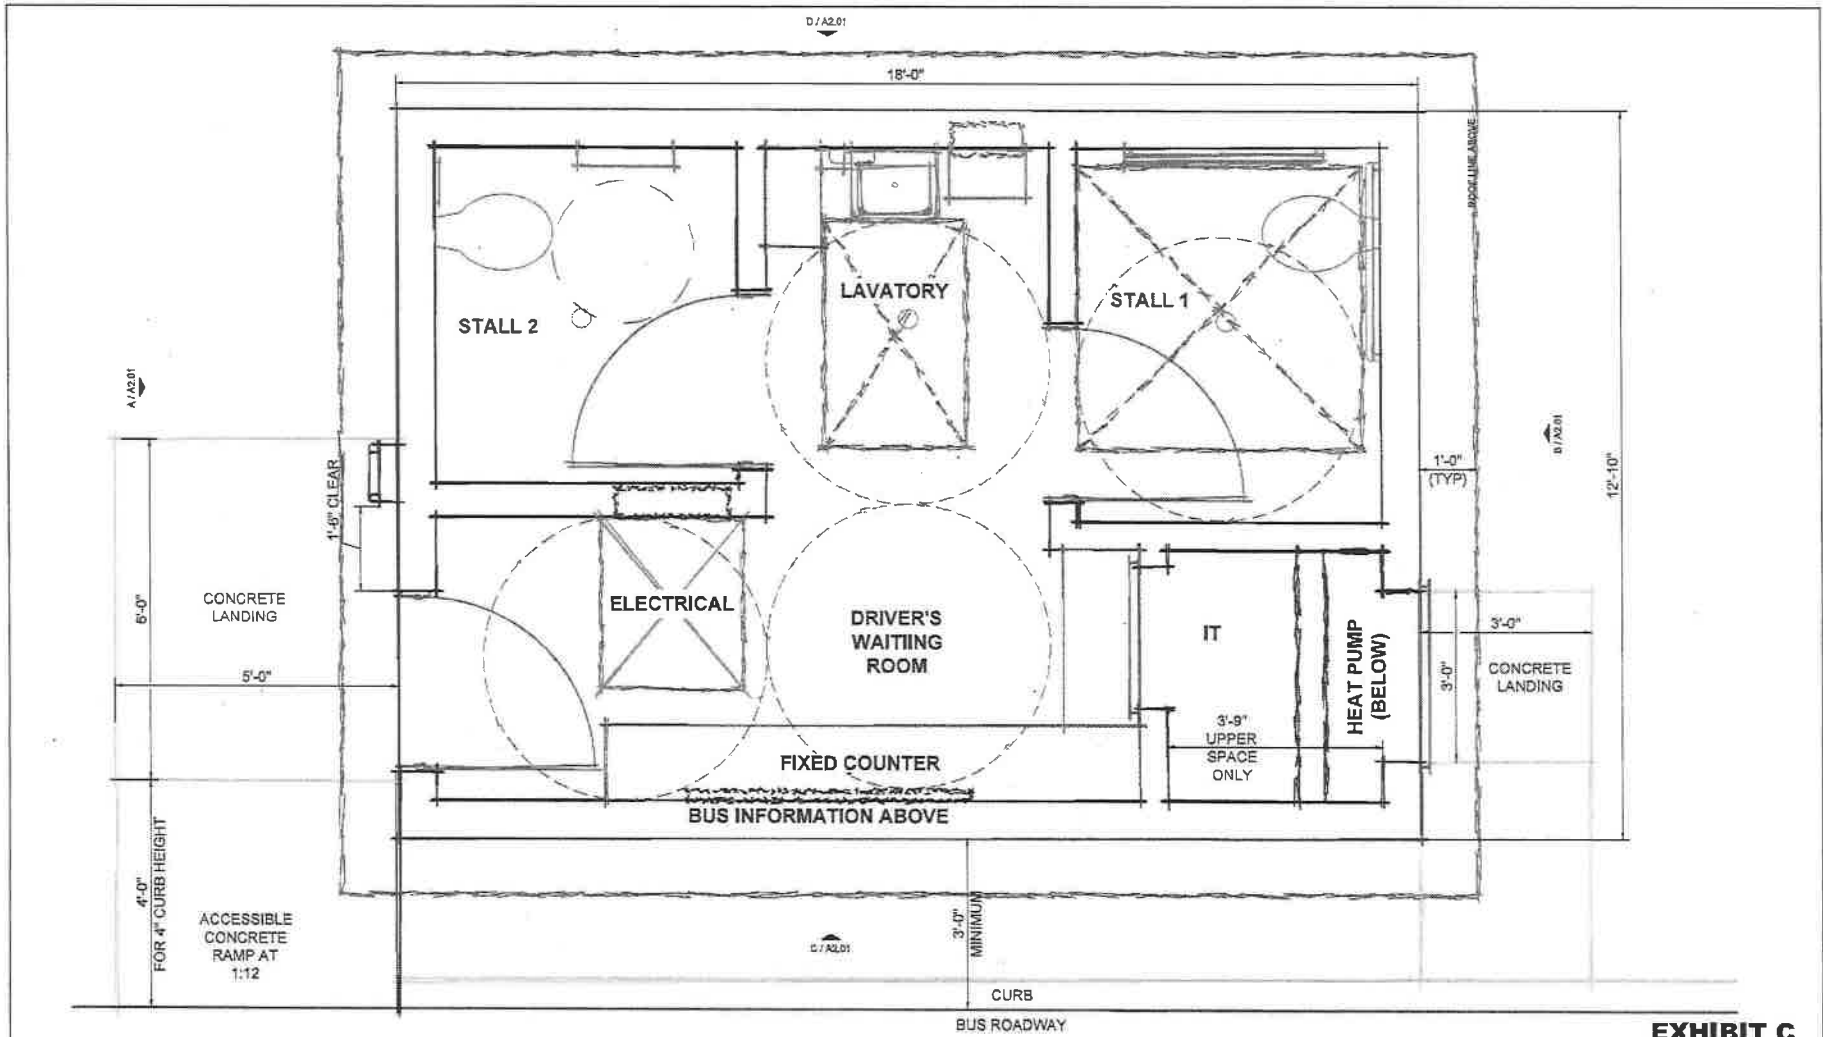 D / A2.01
18'-0"
ROOF LINE ABOVE
LAVATORY
STALL 1
STALL 2
A / A2.01
B / A2.01
1'-6" CLEAR
1'-0"
(TYP)
12'-10"
6'-0"
CONCRETE
LANDING
5'-0"
ELECTRICAL
DRIVER'S
WAITIING
ROOM
IT
HEAT PUMP
(BELOW)
3'-0"
3'-0"
CONCRETE
LANDING
3'-9"
UPPER
SPACE
ONLY
FIXED COUNTER
BUS INFORMATION ABOVE
4'-0"
FOR 4" CURB HEIGHT
ACCESSIBLE
CONCRETE
RAMP AT
1:12
3'-0"
MINIMUM
C / A2.01
CURB
BUS ROADWAY
EXHIBIT C